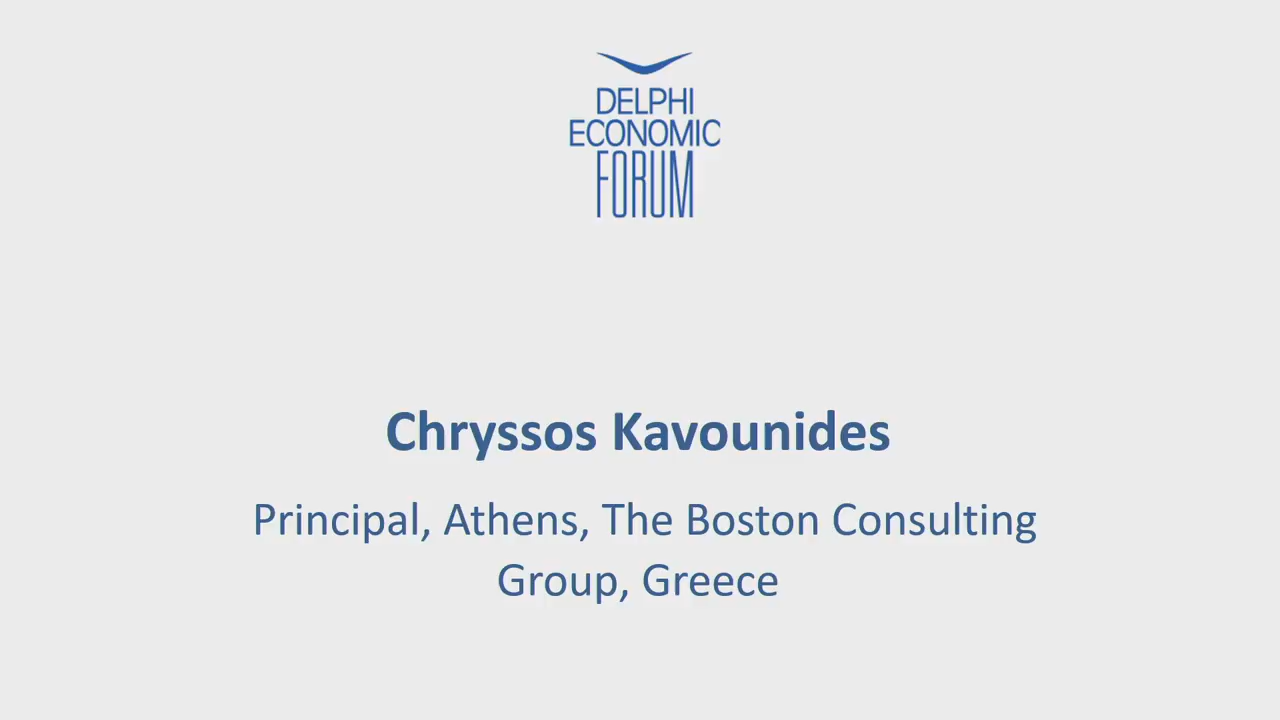 DELPHI
ECONOMIC
FORUM
Chryssos Kavounides
Principal, Athens, The Boston Consulting
Group, Greece